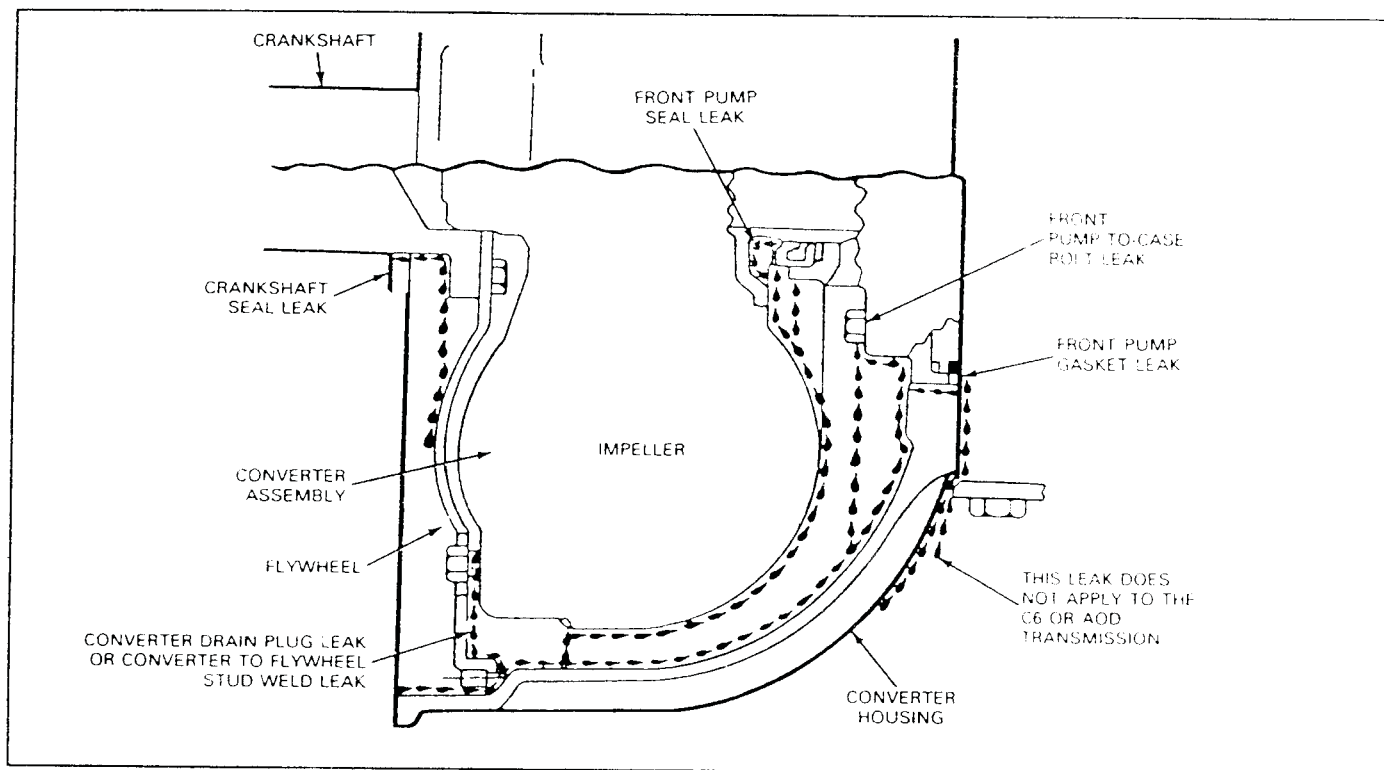 CRANKSHAFT
FRONT PUMP
SEAL LEAK
FRONT
PUMP-TO-CASE
BOLT LEAK
CRANKSHAFT
SEAL LEAK
FRONT PUMP
GASKET LEAK
IMPELLER
CONVERTER
ASSEMBLY
FLYWHEEL
THIS LEAK DOES
NOT APPLY TO THE
C6 OR AOD
TRANSMISSION
CONVERTER DRAIN PLUG LEAK
OR CONVERTER TO FLYWHEEL
STUD WELD LEAK
CONVERTER
HOUSING